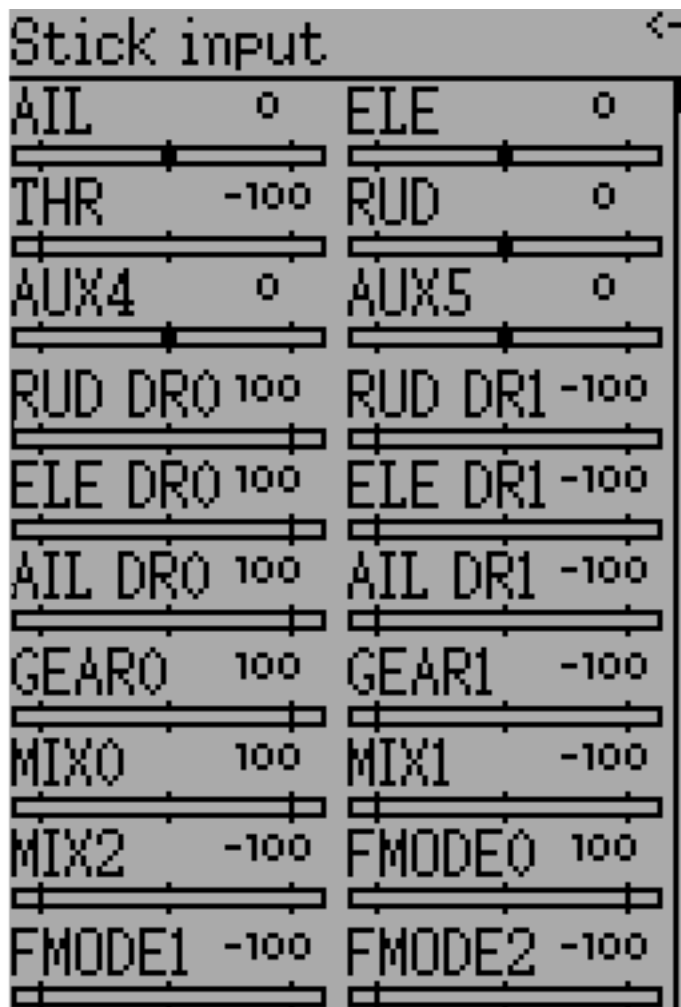 Stick input <-
AIL 0 ELE 0
THR -100 RUD 0
AUX4 0 AUX5 0
RUD DR0 100 RUD DR1 -100
ELE DR0 100 ELE DR1 -100
AIL DR0 100 AIL DR1 -100
GEAR0 100 GEAR1 -100
MIX0 100 MIX1 -100
MIX2 -100 FMODE0 100
FMODE1 -100 FMODE2 -100